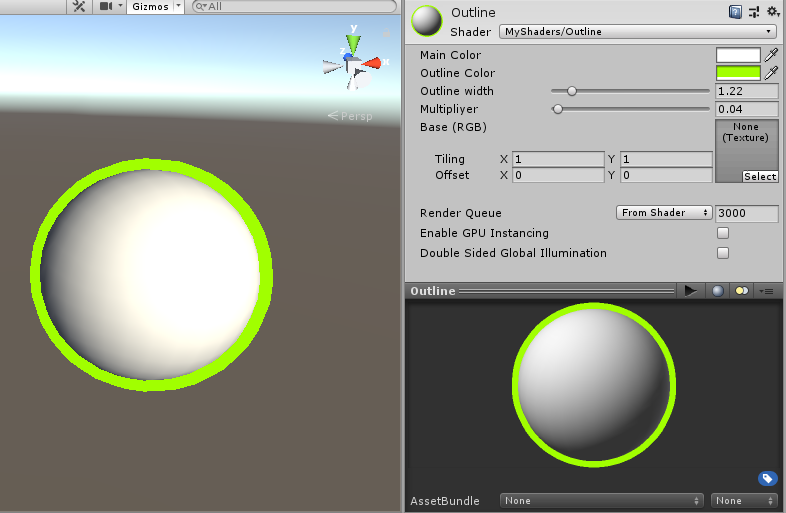 Gizmos
All
y
z
x
Persp
Outline
Shader MyShaders/Outline
Main Color
Outline Color
Outline width 1.22
Multipliyer 0.04
Base (RGB)
None
(Texture)
Tiling X 1 Y 1
Offset X 0 Y 0
Select
Render Queue From Shader 3000
Enable GPU Instancing
Double Sided Global Illumination
Outline
AssetBundle None None